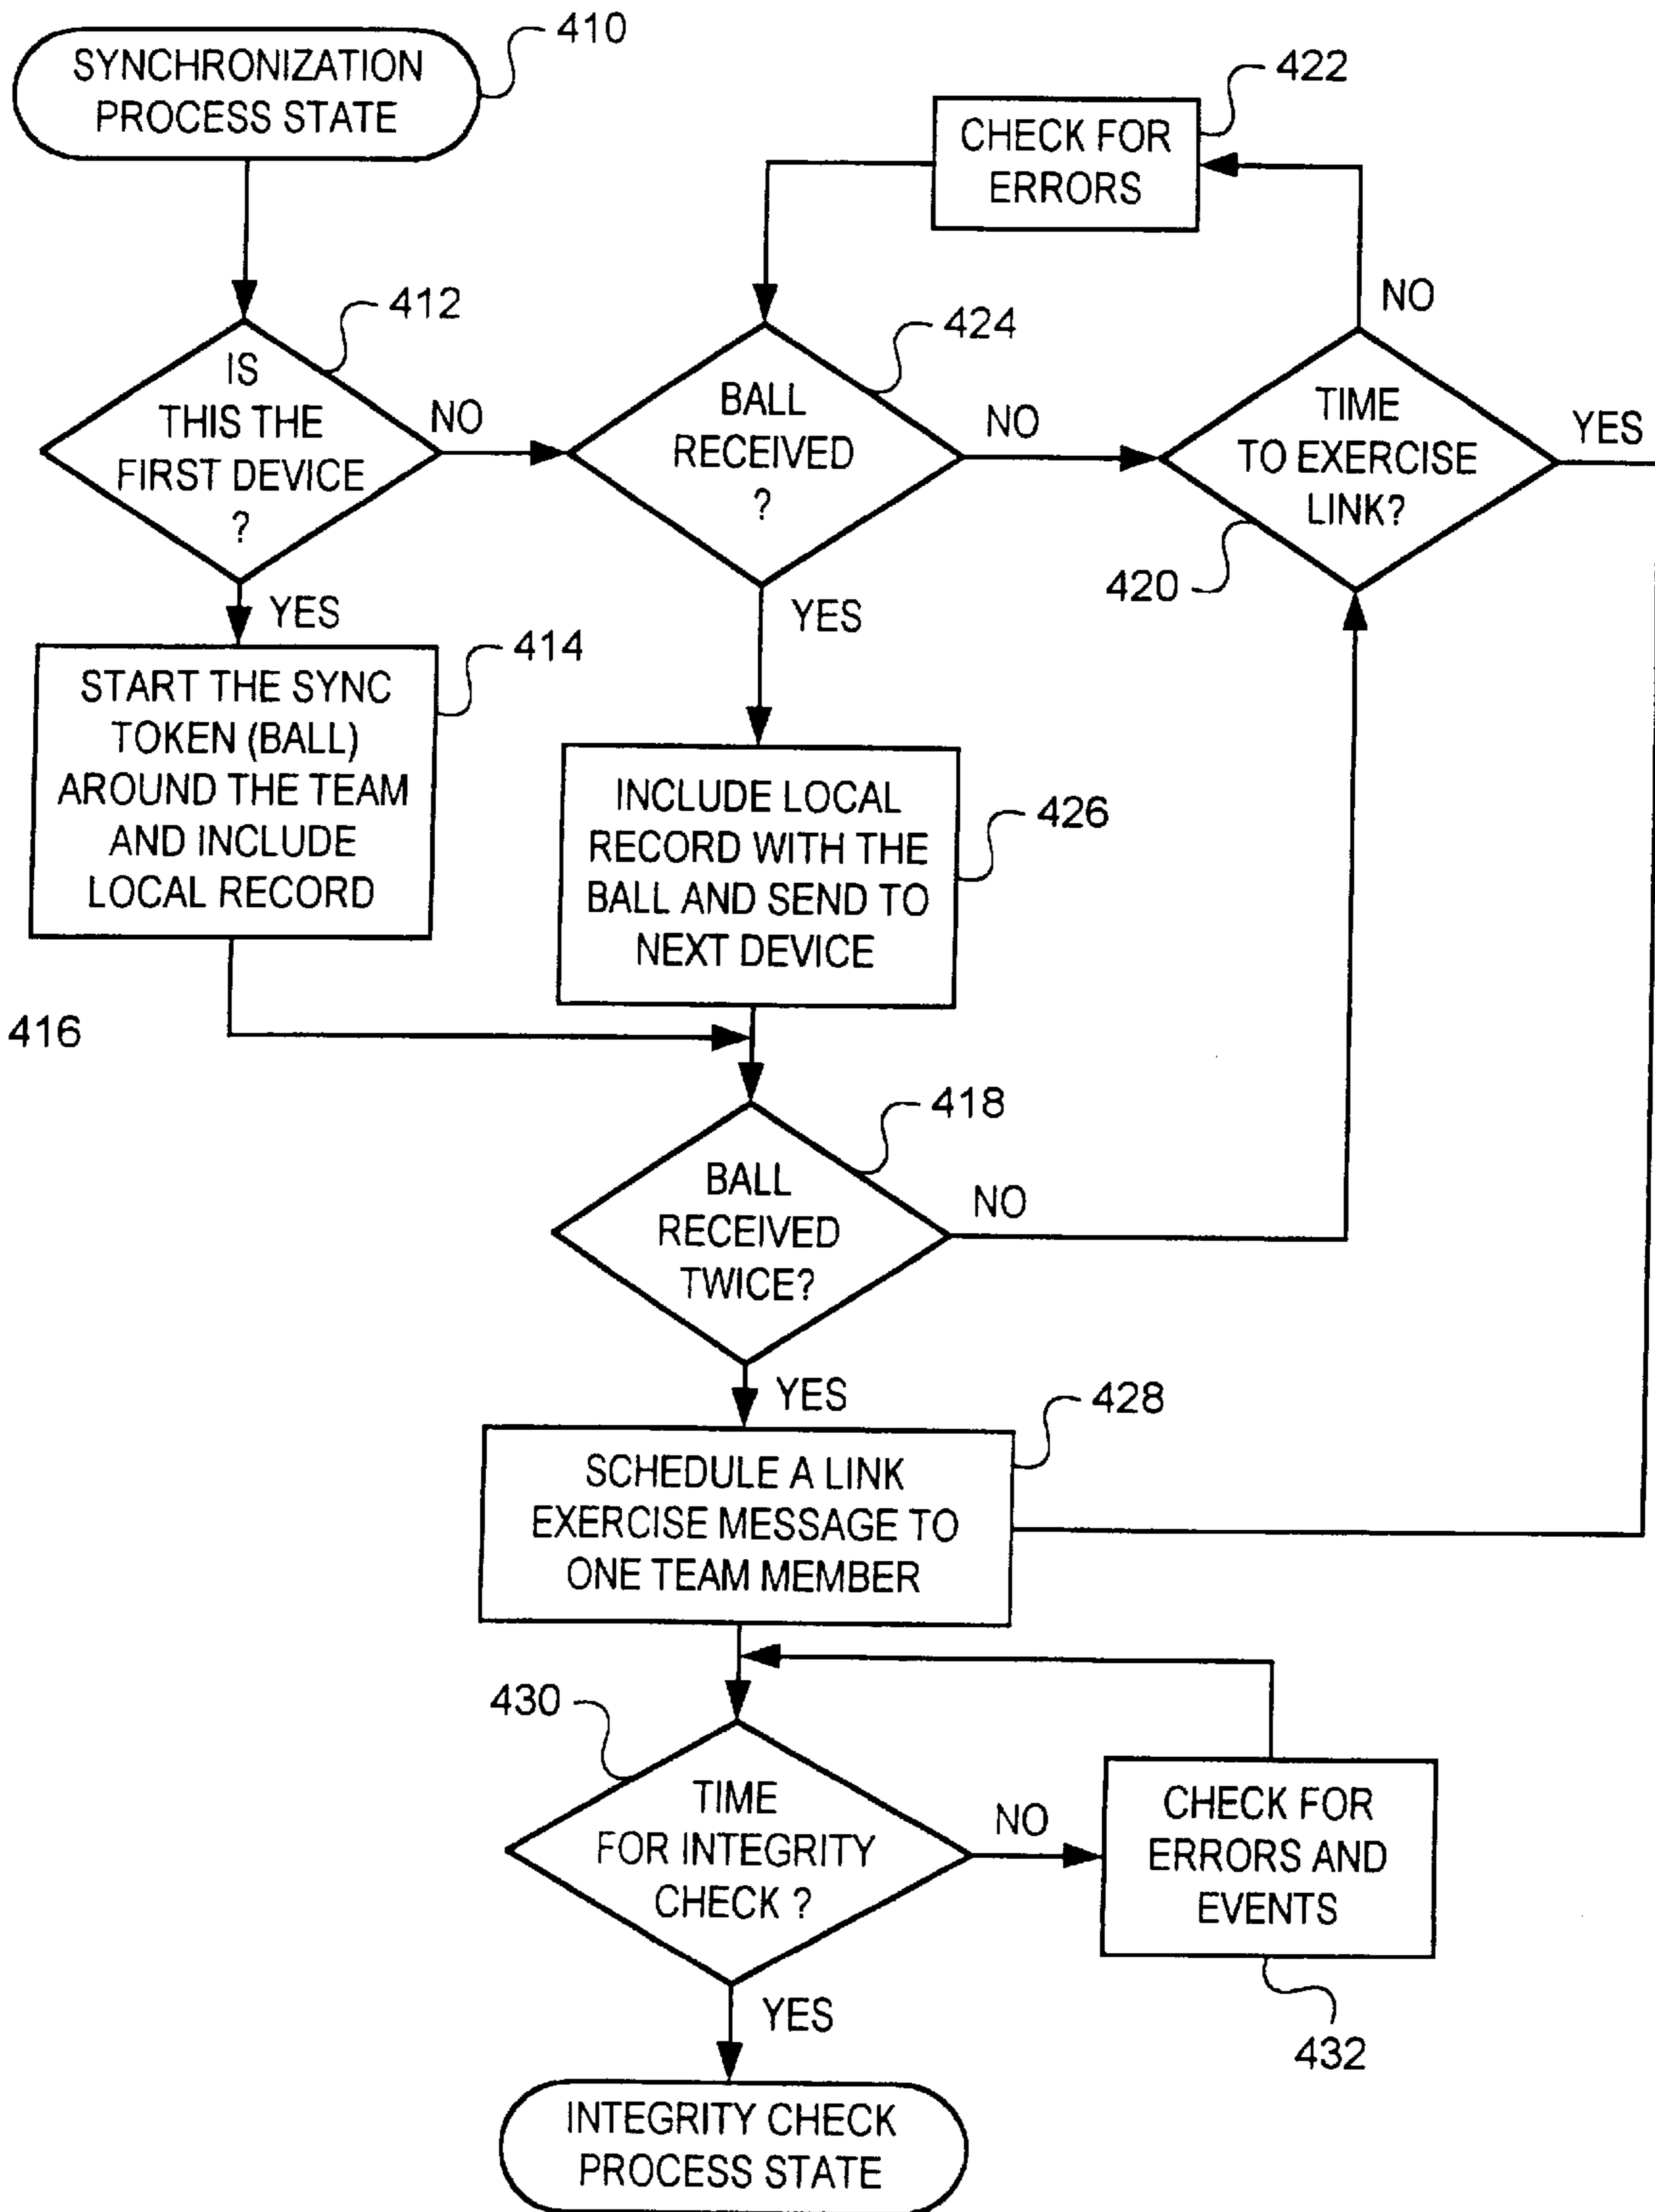 410
SYNCHRONIZATION
PROCESS STATE
422
CHECK FOR
ERRORS
NO
412
IS
THIS THE
FIRST DEVICE
?
NO
YES
424
BALL
RECEIVED
?
NO
YES
TIME
TO EXERCISE
LINK?
YES
420
414
START THE SYNC
TOKEN (BALL)
AROUND THE TEAM
AND INCLUDE
LOCAL RECORD
INCLUDE LOCAL
RECORD WITH THE
BALL AND SEND TO
NEXT DEVICE
426
416
418
BALL
RECEIVED
TWICE?
NO
YES
428
SCHEDULE A LINK
EXERCISE MESSAGE TO
ONE TEAM MEMBER
430
TIME
FOR INTEGRITY
CHECK ?
NO
CHECK FOR
ERRORS AND
EVENTS
432
YES
INTEGRITY CHECK
PROCESS STATE